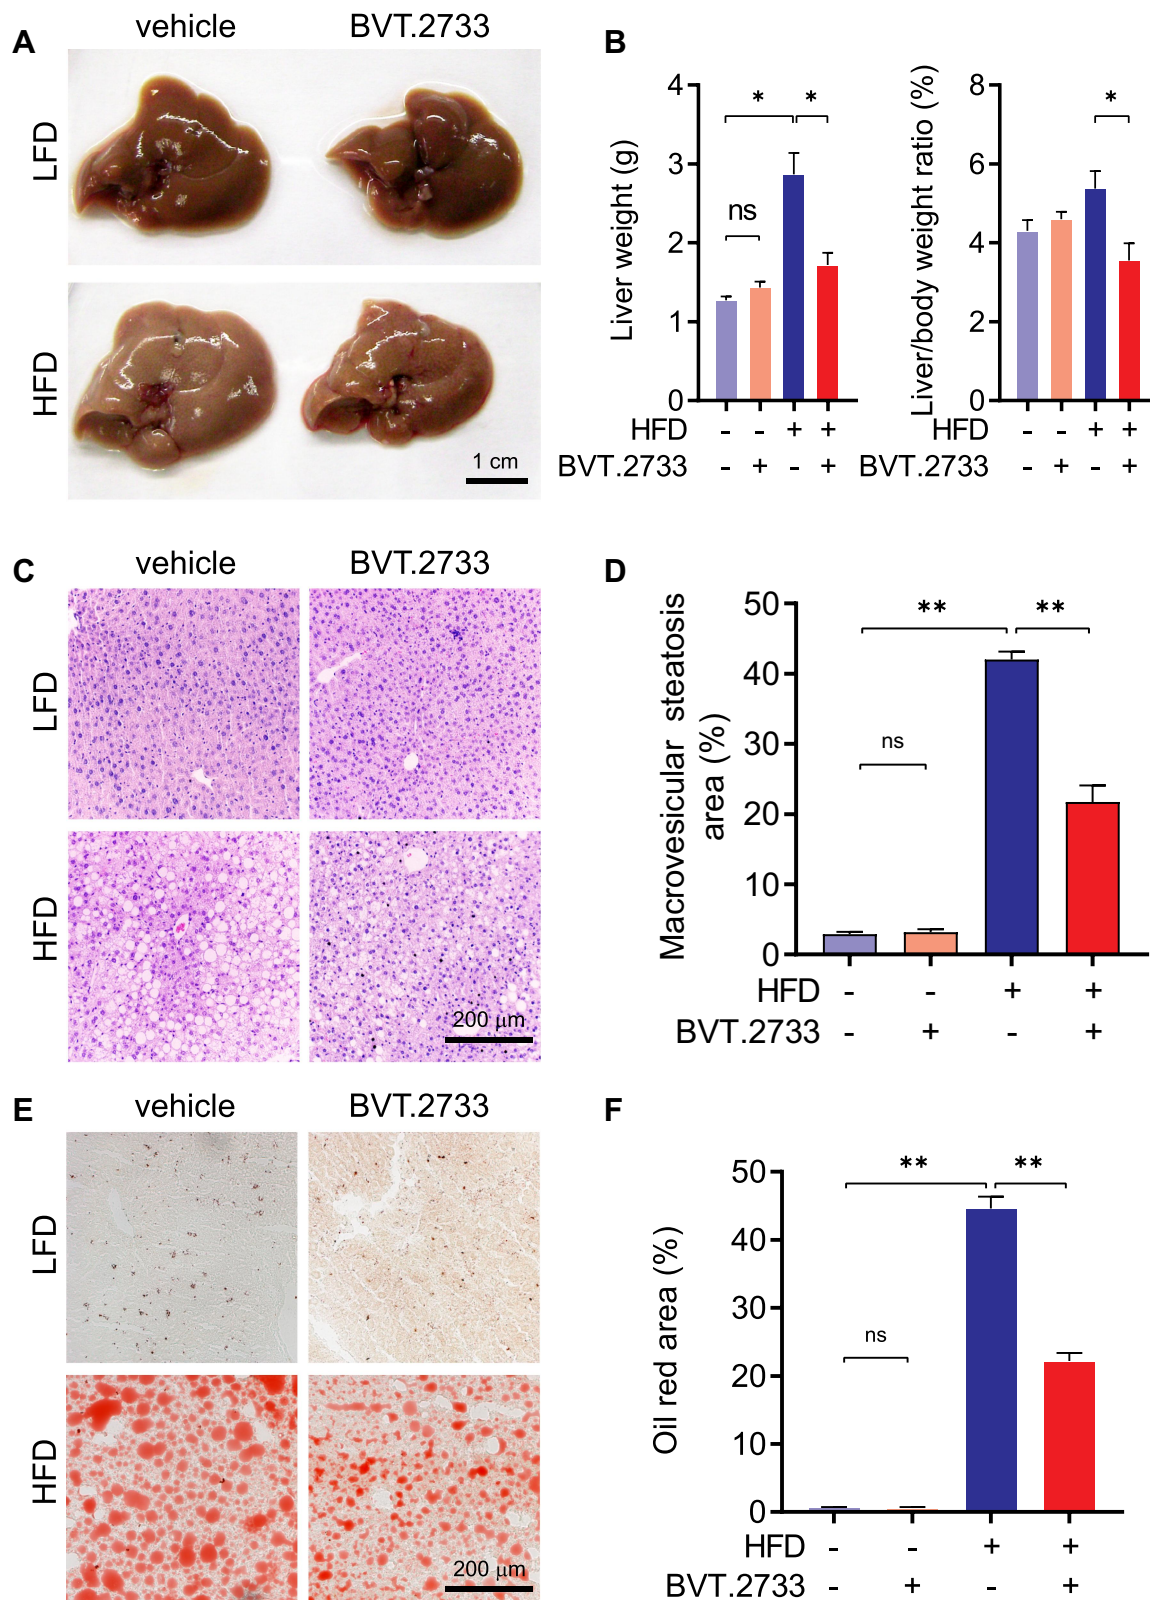 A
vehicle
BVT.2733
LFD
HFD
1 cm
B
Liver weight (g)
4
3
2
1
0
*
*
ns
HFD - - + +
BVT.2733 - + - +
Liver/body weight ratio (%)
8
6
4
2
0
*
HFD - - + +
BVT.2733 - + - +
C
vehicle
BVT.2733
LFD
HFD
200 μm
D
Macrovesicular steatosis
area (%)
50
40
30
20
10
0
**
**
ns
HFD - - + +
BVT.2733 - + - +
E
vehicle
BVT.2733
LFD
HFD
200 μm
F
Oil red area (%)
50
40
30
20
10
0
**
**
ns
HFD - - + +
BVT.2733 - + - +